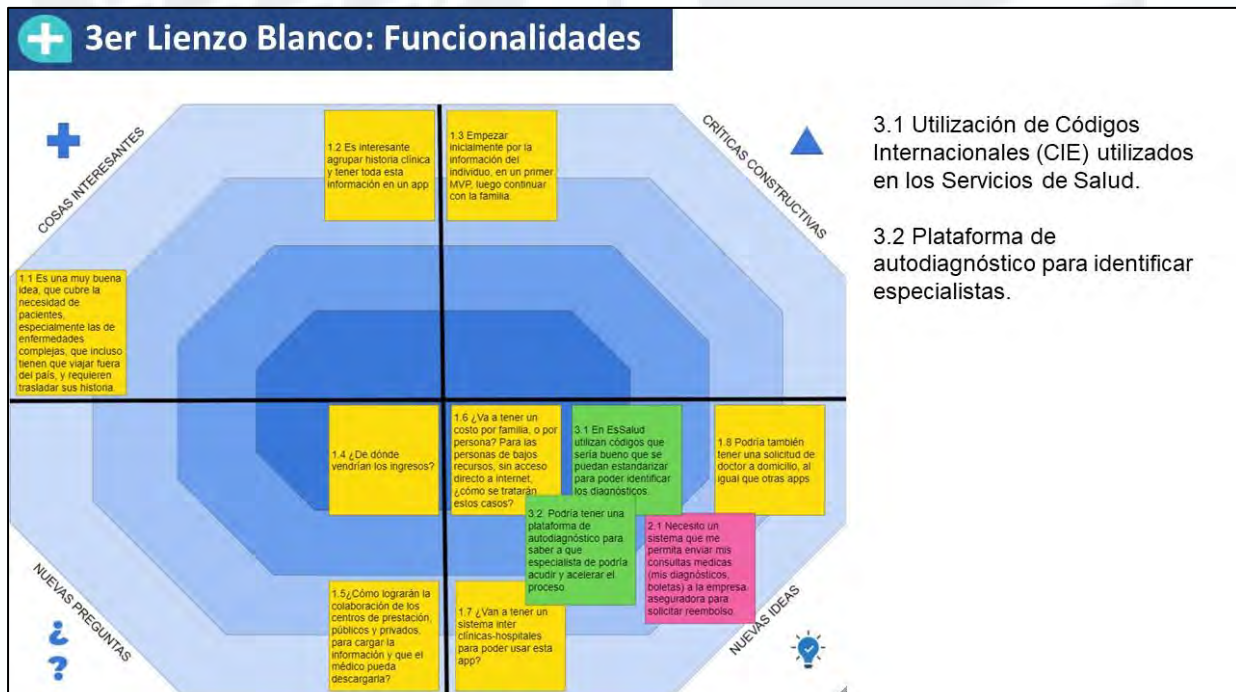 3er Lienzo Blanco: Funcionalidades
COSAS INTERESANTES
1.2 Es interesante
agrupar historia clínica
y tener toda esta
información en un app
1.3 Empezar
inicialmente por la
información del
individuo, en un primer
MVP, luego continuar
con la familia.
CRÍTICAS CONSTRUCTIVAS
1.1 Es una muy buena
idea, que cubre la
necesidad de
pacientes,
especialmente las de
enfermedades
complejas, que incluso
tienen que viajar fuera
del país, y requieren
trasladar sus historia.
1.4 ¿De dónde
vendrían los ingresos?
1.6 ¿Va a tener un
costo por familia, o por
persona? Para las
personas de bajos
recursos, sin acceso
directo a internet,
¿cómo se tratarán
estos casos?
3.1 En EsSalud
utilizan códigos que
sería bueno que se
puedan estandarizar
para poder identificar
los diagnósticos.
1.8 Podría también
tener una solicitud de
doctor a domicilio, al
igual que otras apps
3.2. Podría tener una
plataforma de
autodiagnóstico para
saber a que
especialista de podría
acudir y acelerar el
proceso.
2.1 Necesito un
sistema que me
permita enviar mis
consultas medicas
(mis diagnósticos,
boletas) a la empresa
aseguradora para
solicitar reembolso.
NUEVAS PREGUNTAS
¿
?
1.5¿Cómo lograrán la
colaboración de los
centros de prestación,
públicos y privados,
para cargar la
información y que el
médico pueda
descargarla?
1.7 ¿Van a tener un
sistema inter
clínicas-hospitales
para poder usar esta
app?
NUEVAS IDEAS
3.1 Utilización de Códigos
Internacionales (CIE) utilizados
en los Servicios de Salud.
3.2 Plataforma de
autodiagnóstico para identificar
especialistas.